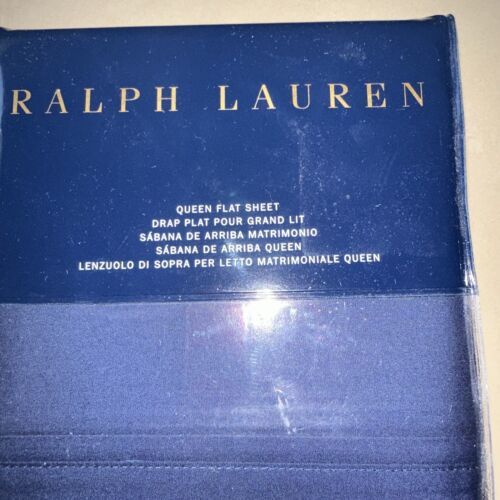 RALPH LAUREN
QUEEN FLAT SHEET
DRAP PLAT POUR GRAND LIT
SÁBANA DE ARRIBA MATRIMONIO
SÁBANA DE ARRIBA QUEEN
LENZUOLO DI SOPRA PER LETTO MATRIMONIALE QUEEN